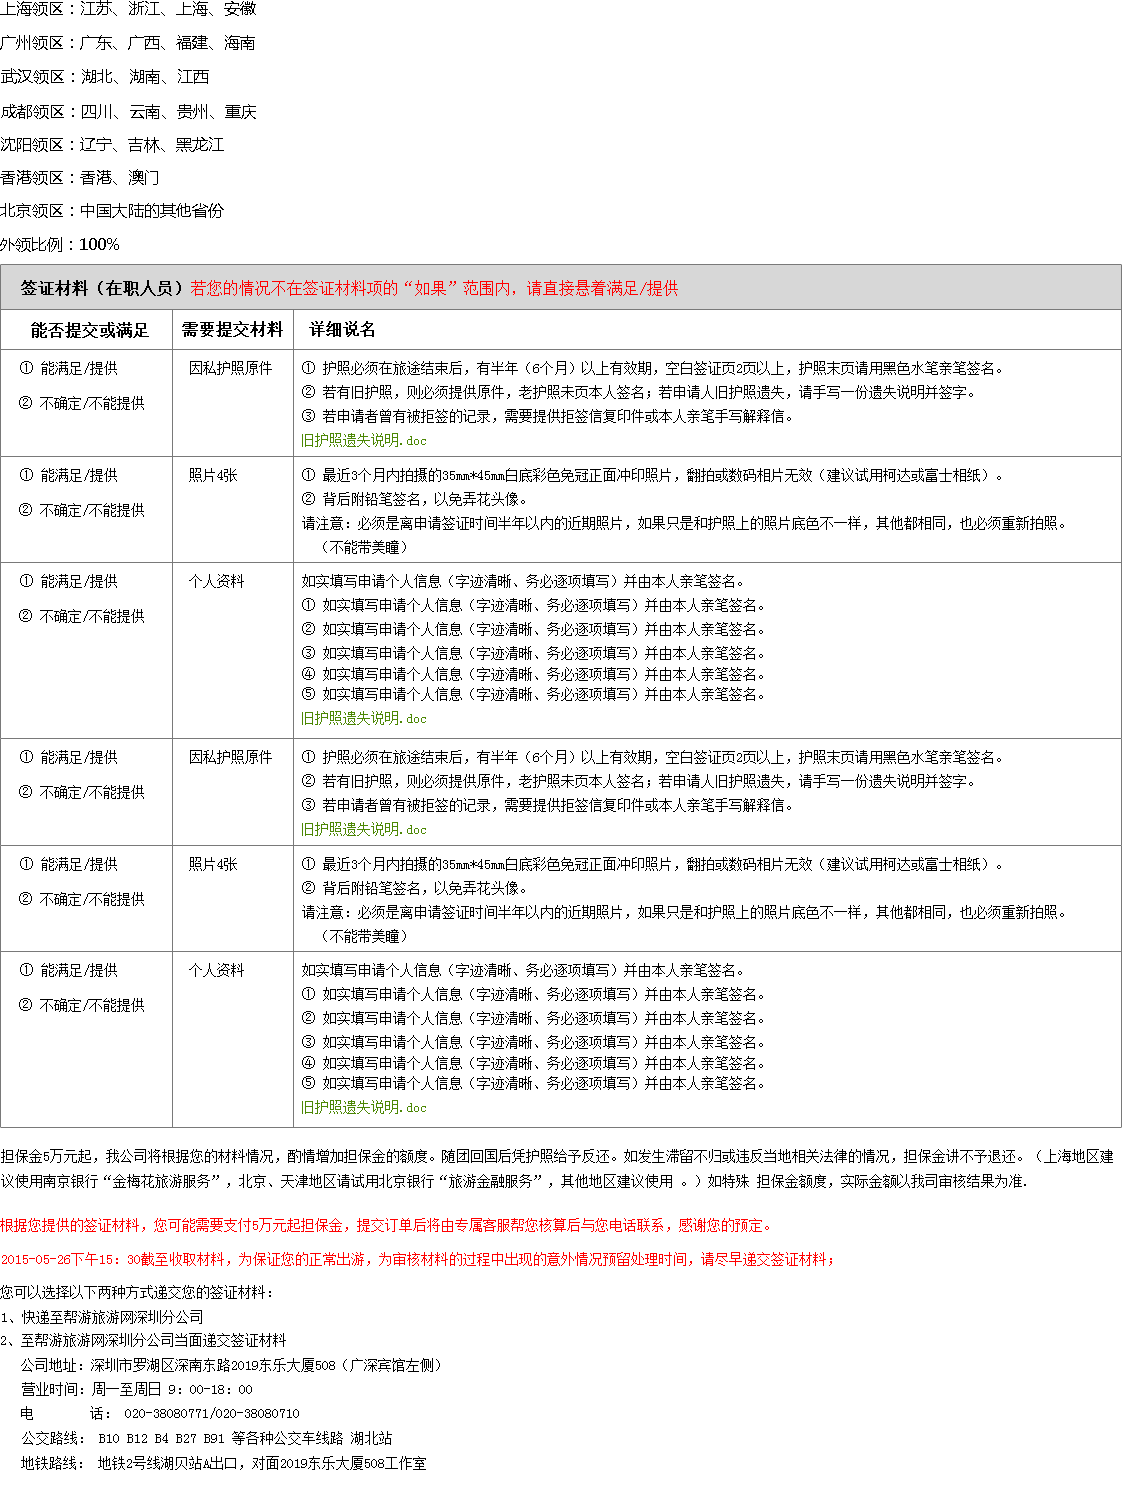 上海领区：江苏、浙江、上海、安徽
广州领区：广东、广西、福建、海南
武汉领区：湖北、湖南、江西
成都领区：四川、云南、贵州、重庆
沈阳领区：辽宁、吉林、黑龙江
香港领区：香港、澳门
北京领区：中国大陆的其他省份
外领比例：100%
签证材料（在职人员）若您的情况不在签证材料项的“如果”范围内，请直接悬着满足/提供
能否提交或满足 需要提交材料 详细说名
① 能满足/提供 因私护照原件 ① 护照必须在旅途结束后，有半年（6个月）以上有效期，空白签证页2页以上，护照末页请用黑色水笔亲笔签名。
② 不确定/不能提供 ② 若有旧护照，则必须提供原件，老护照未页本人签名；若申请人旧护照遗失，请手写一份遗失说明并签字。
③ 若申请者曾有被拒签的记录，需要提供拒签信复印件或本人亲笔手写解释信。
旧护照遗失说明.doc
① 能满足/提供 照片4张 ① 最近3个月内拍摄的35mm*45mm白底彩色免冠正面冲印照片，翻拍或数码相片无效（建议试用柯达或富士相纸）。
② 不确定/不能提供 ② 背后附铅笔签名，以免弄花头像。
请注意：必须是离申请签证时间半年以内的近期照片，如果只是和护照上的照片底色不一样，其他都相同，也必须重新拍照。
（不能带美瞳）
① 能满足/提供 个人资料 如实填写申请个人信息（字迹清晰、务必逐项填写）并由本人亲笔签名。
② 不确定/不能提供 ① 如实填写申请个人信息（字迹清晰、务必逐项填写）并由本人亲笔签名。
② 如实填写申请个人信息（字迹清晰、务必逐项填写）并由本人亲笔签名。
③ 如实填写申请个人信息（字迹清晰、务必逐项填写）并由本人亲笔签名。
④ 如实填写申请个人信息（字迹清晰、务必逐项填写）并由本人亲笔签名。
⑤ 如实填写申请个人信息（字迹清晰、务必逐项填写）并由本人亲笔签名。
旧护照遗失说明.doc
① 能满足/提供 因私护照原件 ① 护照必须在旅途结束后，有半年（6个月）以上有效期，空白签证页2页以上，护照末页请用黑色水笔亲笔签名。
② 不确定/不能提供 ② 若有旧护照，则必须提供原件，老护照未页本人签名；若申请人旧护照遗失，请手写一份遗失说明并签字。
③ 若申请者曾有被拒签的记录，需要提供拒签信复印件或本人亲笔手写解释信。
旧护照遗失说明.doc
① 能满足/提供 照片4张 ① 最近3个月内拍摄的35mm*45mm白底彩色免冠正面冲印照片，翻拍或数码相片无效（建议试用柯达或富士相纸）。
② 不确定/不能提供 ② 背后附铅笔签名，以免弄花头像。
请注意：必须是离申请签证时间半年以内的近期照片，如果只是和护照上的照片底色不一样，其他都相同，也必须重新拍照。
（不能带美瞳）
① 能满足/提供 个人资料 如实填写申请个人信息（字迹清晰、务必逐项填写）并由本人亲笔签名。
② 不确定/不能提供 ① 如实填写申请个人信息（字迹清晰、务必逐项填写）并由本人亲笔签名。
② 如实填写申请个人信息（字迹清晰、务必逐项填写）并由本人亲笔签名。
③ 如实填写申请个人信息（字迹清晰、务必逐项填写）并由本人亲笔签名。
④ 如实填写申请个人信息（字迹清晰、务必逐项填写）并由本人亲笔签名。
⑤ 如实填写申请个人信息（字迹清晰、务必逐项填写）并由本人亲笔签名。
旧护照遗失说明.doc
担保金5万元起，我公司将根据您的材料情况，酌情增加担保金的额度。随团回国后凭护照给予反还。如发生滞留不归或违反当地相关法律的情况，担保金讲不予退还。（上海地区建
议使用南京银行“金梅花旅游服务”，北京、天津地区请试用北京银行“旅游金融服务”，其他地区建议使用 。）如特殊 担保金额度，实际金额以我司审核结果为准.
根据您提供的签证材料，您可能需要支付5万元起担保金，提交订单后将由专属客服帮您核算后与您电话联系，感谢您的预定。
2015-05-26下午15：30截至收取材料，为保证您的正常出游，为审核材料的过程中出现的意外情况预留处理时间，请尽早递交签证材料；
您可以选择以下两种方式递交您的签证材料：
1、快递至帮游旅游网深圳分公司
2、至帮游旅游网深圳分公司当面递交签证材料
公司地址：深圳市罗湖区深南东路2019东乐大厦508（广深宾馆左侧）
营业时间：周一至周日 9：00-18：00
电 话： 020-38080771/020-38080710
公交路线： B10 B12 B4 B27 B91 等各种公交车线路 湖北站
地铁路线： 地铁2号线湖贝站A出口，对面2019东乐大厦508工作室